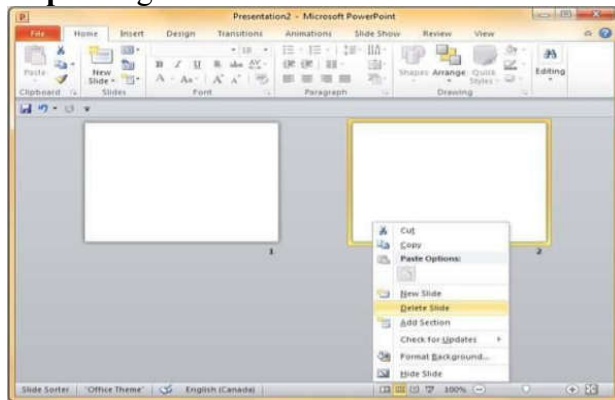 Presentation2 - Microsoft PowerPoint
File Home Insert Design Transitions Animations Slide Show Review View
Paste New Slide Shapes Arrange Quick Styles Editing
Clipboard Slides Font Paragraph Drawing
1
2
Cut
Copy
Paste Options:
New Slide
Delete Slide
Add Section
Check for Updates
Format Background...
Hide Slide
Slide Sorter "Office Theme" English (Canada) 100%